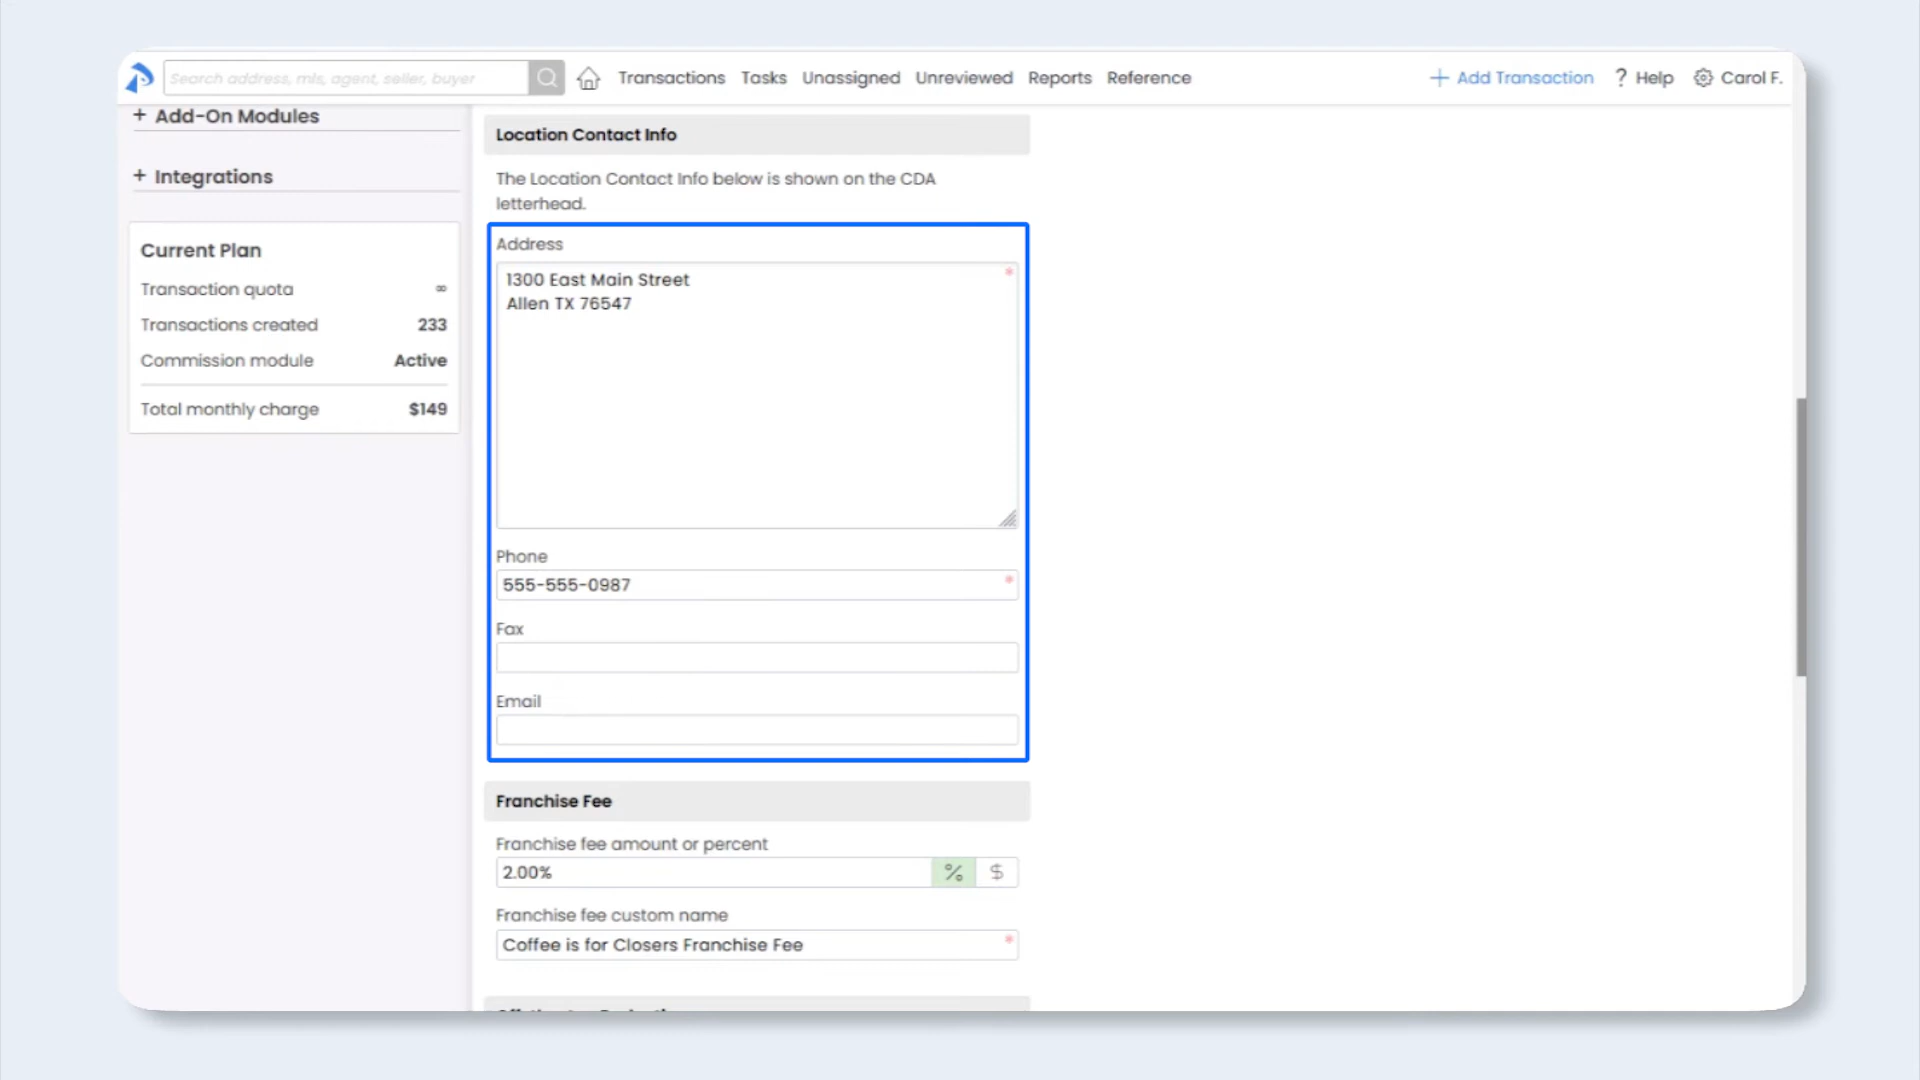 Search address, mls, agent, seller, buyer
Transactions
Tasks
Unassigned
Unreviewed
Reports
Reference
+ Add Transaction
? Help
Carol F.
+ Add-On Modules
+ Integrations
Current Plan
Transaction quota ∞
Transactions created 233
Commission module Active
Total monthly charge $149
Location Contact Info
The Location Contact Info below is shown on the CDA
letterhead.
Address
1300 East Main Street *
Allen TX 76547
Phone
555-555-0987 *
Fax
Email
Franchise Fee
Franchise fee amount or percent
2.00% % $
Franchise fee custom name
Coffee is for Closers Franchise Fee *